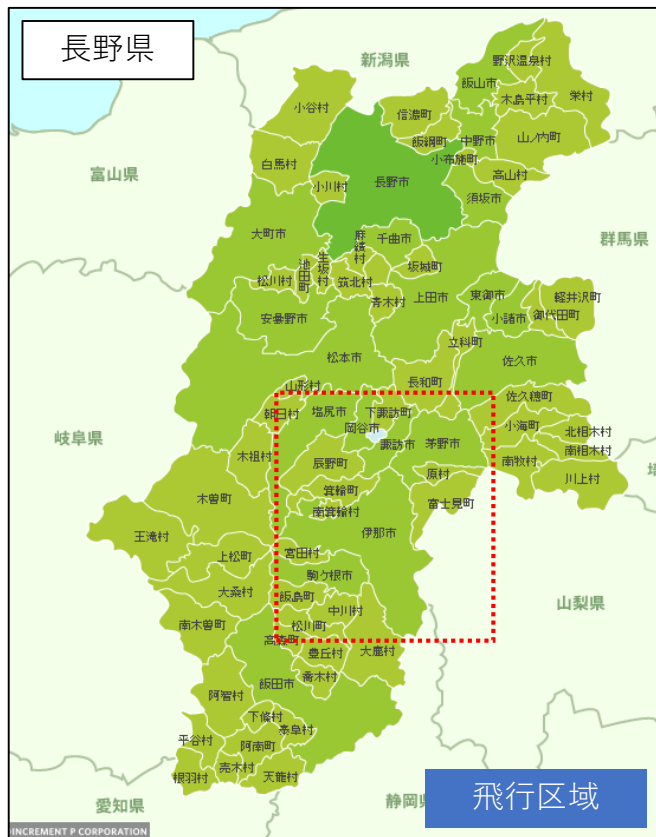 長野県
新潟県
野沢温泉村
飯山市
小谷村
木島平村
栄村
信濃町
飯綱町
中野市
山ノ内町
小布施町
白馬村
富山県
長野市
高山村
小川村
須坂市
大町市
麻績村
千曲市
群馬県
生坂村
池田町
松川村
筑北村
坂城町
青木村
上田市
東御市
軽井沢町
安曇野市
小諸市
御代田町
立科町
松本市
佐久市
長和町
山形村
佐久穂町
朝日村
塩尻市
下諏訪町
岡谷市
小海町
北相木村
諏訪市
茅野市
岐阜県
木祖村
南相木村
辰野町
原村
南牧村
川上村
箕輪町
木曽町
富士見町
南箕輪村
王滝村
伊那市
上松町
宮田村
駒ケ根市
大桑村
飯島町
中川村
山梨県
南木曽町
松川町
高森町
豊丘村
大鹿村
喬木村
飯田市
阿智村
下條村
泰阜村
平谷村
阿南町
売木村
根羽村
天龍村
愛知県
静岡県
飛行区域
INCREMENT P CORPORATION